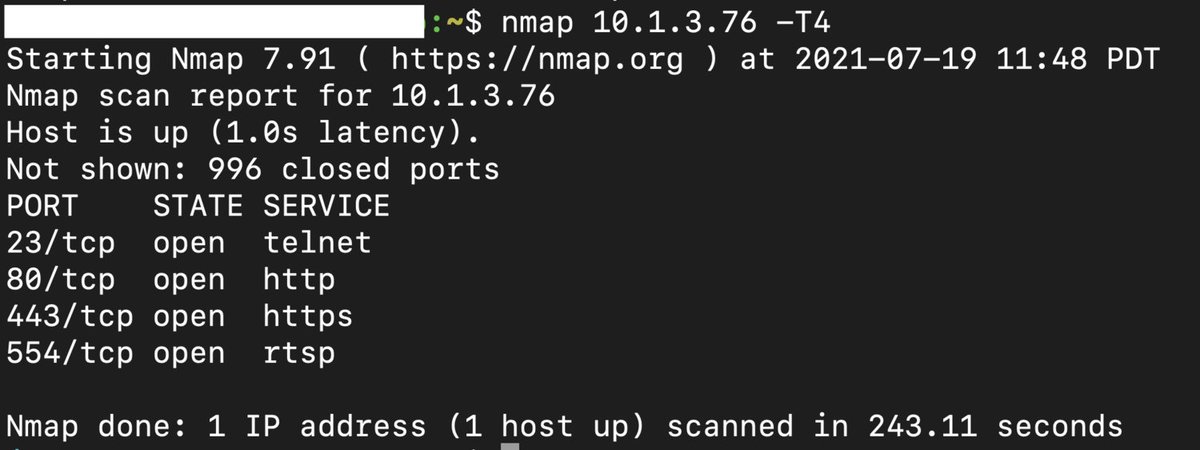 :~$ nmap 10.1.3.76 -T4
Starting Nmap 7.91 ( https://nmap.org ) at 2021-07-19 11:48 PDT
Nmap scan report for 10.1.3.76
Host is up (1.0s latency).
Not shown: 996 closed ports
PORT    STATE SERVICE
23/tcp  open  telnet
80/tcp  open  http
443/tcp open  https
554/tcp open  rtsp
Nmap done: 1 IP address (1 host up) scanned in 243.11 seconds